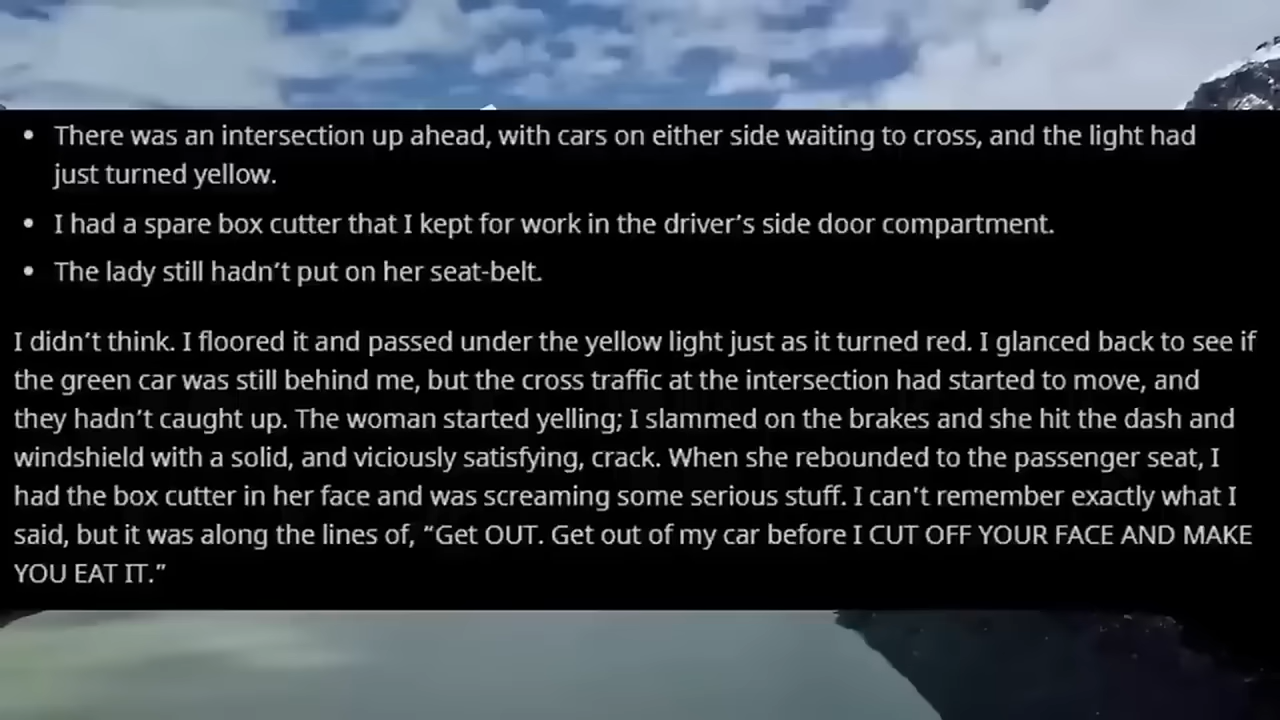 • There was an intersection up ahead, with cars on either side waiting to cross, and the light had
just turned yellow.
• I had a spare box cutter that I kept for work in the driver’s side door compartment.
• The lady still hadn’t put on her seat-belt.
I didn’t think. I floored it and passed under the yellow light just as it turned red. I glanced back to see if
the green car was still behind me, but the cross traffic at the intersection had started to move, and
they hadn’t caught up. The woman started yelling; I slammed on the brakes and she hit the dash and
windshield with a solid, and viciously satisfying, crack. When she rebounded to the passenger seat, I
had the box cutter in her face and was screaming some serious stuff. I can’t remember exactly what I
said, but it was along the lines of, “Get OUT. Get out of my car before I CUT OFF YOUR FACE AND MAKE
YOU EAT IT.”